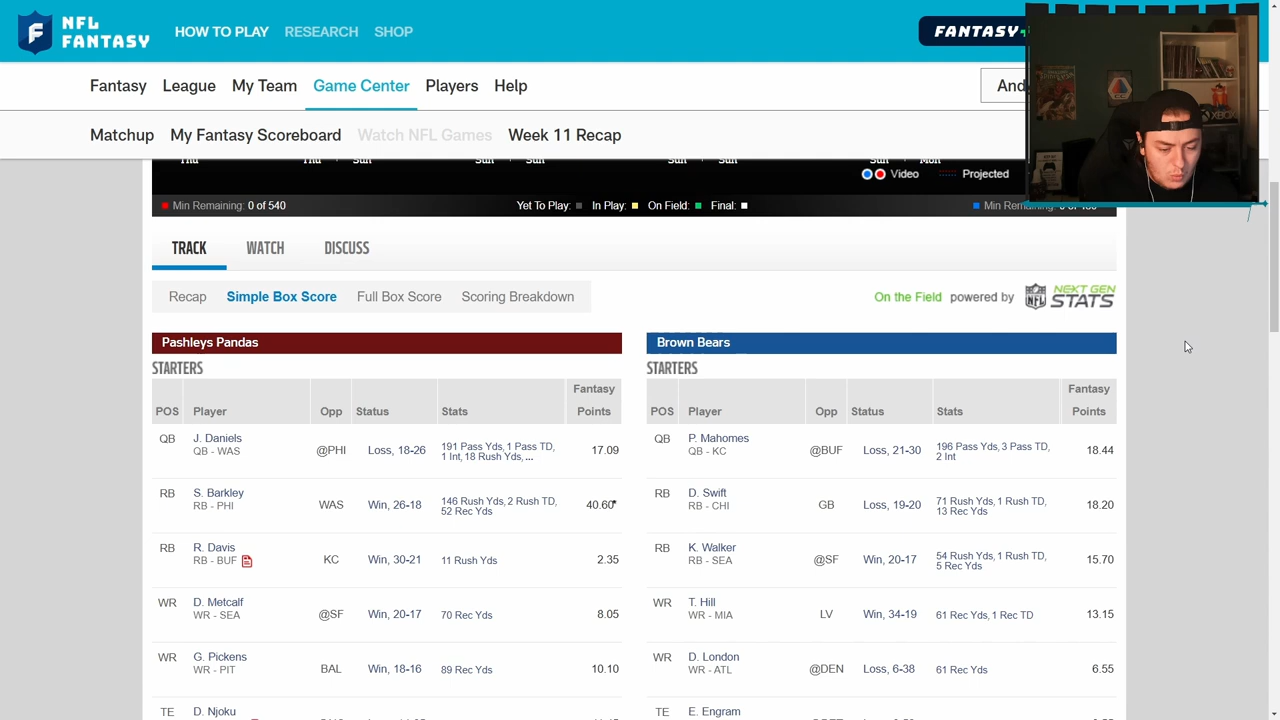 NFL
FANTASY
HOW TO PLAY
RESEARCH
SHOP
FANTASY+
Fantasy
League
My Team
Game Center
Players
Help
Matchup
My Fantasy Scoreboard
Watch NFL Games
Week 11 Recap
Video
Projected
Min Remaining: 0 of 540
Yet To Play:
In Play:
On Field:
Final:
TRACK
WATCH
DISCUSS
Recap
Simple Box Score
Full Box Score
Scoring Breakdown
On the Field powered by
NFL
NEXT GEN
STATS
Pashleys Pandas
STARTERS
POS Player Opp Status Stats Fantasy Points
QB J. Daniels @PHI Loss, 18-26 191 Pass Yds, 1 Pass TD, 17.09
QB - WAS 1 Int, 18 Rush Yds, ...
RB S. Barkley WAS Win, 26-18 146 Rush Yds, 2 Rush TD, 40.60*
RB - PHI 52 Rec Yds
RB R. Davis KC Win, 30-21 11 Rush Yds 2.35
RB - BUF
WR D. Metcalf @SF Win, 20-17 70 Rec Yds 8.05
WR - SEA
WR G. Pickens BAL Win, 18-16 89 Rec Yds 10.10
WR - PIT
TE D. Njoku
Brown Bears
STARTERS
POS Player Opp Status Stats Fantasy Points
QB P. Mahomes @BUF Loss, 21-30 196 Pass Yds, 3 Pass TD, 18.44
QB - KC 2 Int
RB D. Swift GB Loss, 19-20 71 Rush Yds, 1 Rush TD, 18.20
RB - CHI 13 Rec Yds
RB K. Walker @SF Win, 20-17 54 Rush Yds, 1 Rush TD, 15.70
RB - SEA 5 Rec Yds
WR T. Hill LV Win, 34-19 61 Rec Yds, 1 Rec TD 13.15
WR - MIA
WR D. London @DEN Loss, 6-38 61 Rec Yds 6.55
WR - ATL
TE E. Engram